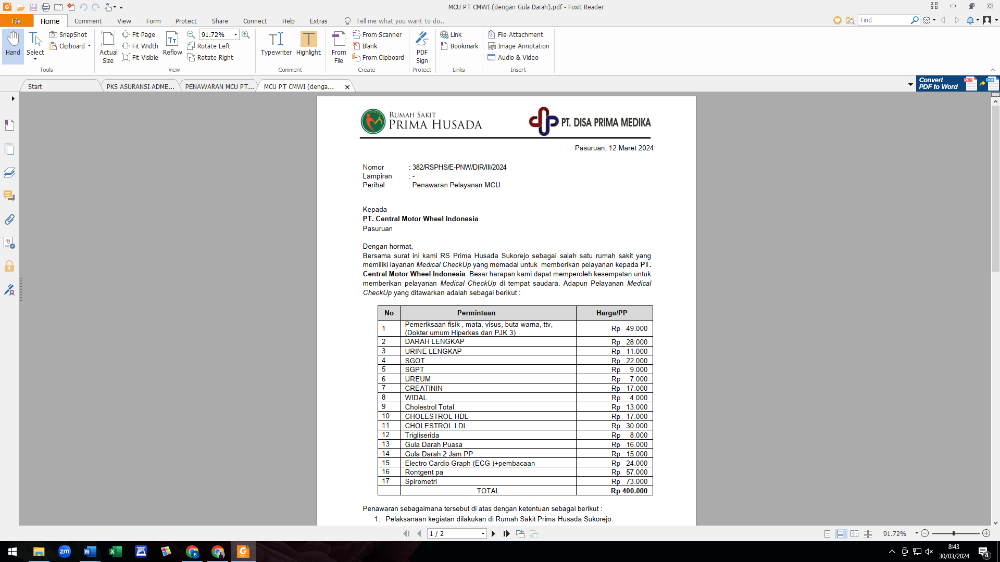 MCU PT CMWI (dengan Gula Darah).pdf - Foxit Reader
File Home Comment View Form Protect Share Connect Help Extras Tell me what you want to do.. Find
Hand
Select
SnapShot
Clipboard
Tools
Actual Size
Fit Page
Fit Width
Fit Visible
Reflow
91.72%
Rotate Left
Rotate Right
View
Typewriter
Highlight
Comment
From File
From Scanner
Blank
From Clipboard
Create
PDF Sign
Protect
Link
Bookmark
Links
File Attachment
Image Annotation
Audio & Video
Insert
Start PKS ASURANSI ADME... PENAWARAN MCU PT... MCU PT CMWI (denga...
Convert
PDF to Word
PDF DOC
RUMAH SAKIT
PRIMA HUSADA
PT. DISA PRIMA MEDIKA
Pasuruan, 12 Maret 2024
Nomor : 382/RSPHS/E-PNW/DIR/III/2024
Lampiran : -
Perihal : Penawaran Pelayanan MCU
Kepada
PT. Central Motor Wheel Indonesia
Pasuruan
Dengan hormat,
Bersama surat ini kami RS Prima Husada Sukorejo sebagai salah satu rumah sakit yang
memiliki layanan Medical CheckUp yang memadai untuk memberikan pelayanan kepada PT.
Central Motor Wheel Indonesia. Besar harapan kami dapat memperoleh kesempatan untuk
memberikan pelayanan Medical CheckUp di tempat saudara. Adapun Pelayanan Medical
CheckUp yang ditawarkan adalah sebagai berikut :
No Permintaan Harga/PP
1 Pemeriksaan fisik , mata, visus, buta warna, ttv,
(Dokter umum Hiperkes dan PJK 3) Rp 49.000
2 DARAH LENGKAP Rp 28.000
3 URINE LENGKAP Rp 11.000
4 SGOT Rp 22.000
5 SGPT Rp 9.000
6 UREUM Rp 7.000
7 CREATININ Rp 17.000
8 WIDAL Rp 4.000
9 Cholestrol Total Rp 13.000
10 CHOLESTROL HDL Rp 17.000
11 CHOLESTROL LDL Rp 30.000
12 Trigliserida Rp 8.000
13 Gula Darah Puasa Rp 16.000
14 Gula Darah 2 Jam PP Rp 15.000
15 Electro Cardio Graph (ECG )+pembacaan Rp 24.000
16 Rontgent pa Rp 57.000
17 Spirometri Rp 73.000
TOTAL Rp 400.000
Penawaran sebagaimana tersebut di atas dengan ketentuan sebagai berikut :
1. Pelaksanaan kegiatan dilakukan di Rumah Sakit Prima Husada Sukorejo.
1 / 2
91.72%
8:43
30/03/2024
4